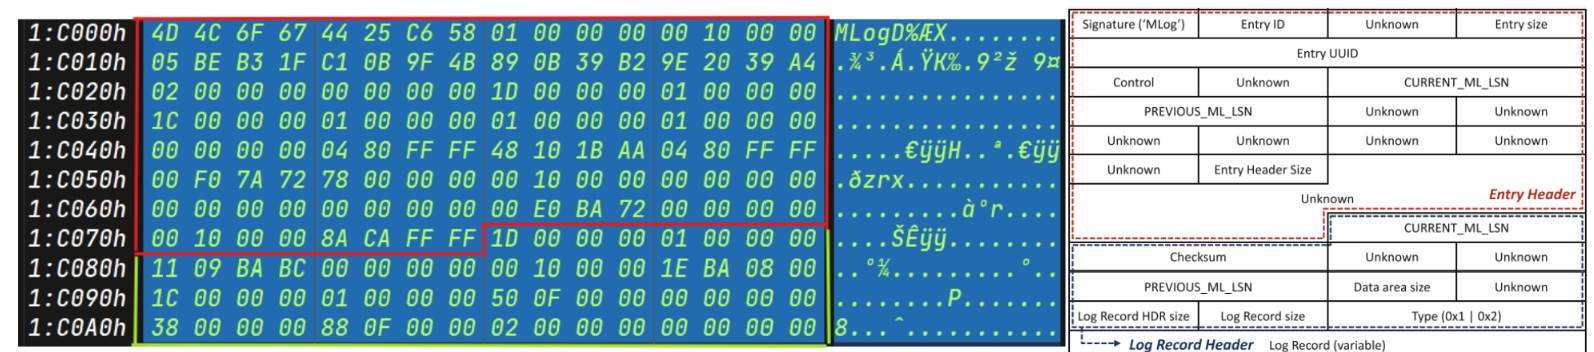 1:C000h 4D 4C 6F 67 44 25 C6 58 01 00 00 00 00 10 00 00 MLogD%ÆX........
1:C010h 05 BE B3 1F C1 0B 9F 4B 89 0B 39 B2 9E 20 39 A4 .¾³.Á.ŸK‰.9²ž 9¤
1:C020h 02 00 00 00 00 00 00 00 1D 00 00 00 01 00 00 00 ................
1:C030h 1C 00 00 00 01 00 00 00 01 00 00 00 01 00 00 00 ................
1:C040h 00 00 00 00 04 80 FF FF 48 10 1B AA 04 80 FF FF .....€ÿÿH..ª.€ÿÿ
1:C050h 00 F0 7A 72 78 00 00 00 00 10 00 00 00 00 00 00 .ðzrx...........
1:C060h 00 00 00 00 00 00 00 00 00 E0 BA 72 00 00 00 00 .........àºr....
1:C070h 00 10 00 00 8A CA FF FF 1D 00 00 00 01 00 00 00 ....ŠÊÿÿ........
1:C080h 11 09 BA BC 00 00 00 00 00 10 00 00 1E BA 08 00 ..º¼.........º..
1:C090h 1C 00 00 00 01 00 00 00 50 0F 00 00 00 00 00 00 ........P.......
1:C0A0h 38 00 00 00 88 0F 00 00 02 00 00 00 00 00 00 00 8...ˆ...........
Signature ('MLog') Entry ID Unknown Entry size
Entry UUID
Control Unknown CURRENT_ML_LSN
PREVIOUS_ML_LSN Unknown Unknown
Unknown Unknown Unknown Unknown
Unknown Entry Header Size
Unknown Entry Header
CURRENT_ML_LSN
Checksum Unknown Unknown
PREVIOUS_ML_LSN Data area size Unknown
Log Record HDR size Log Record size Type (0x1 | 0x2)
Log Record Header Log Record (variable)